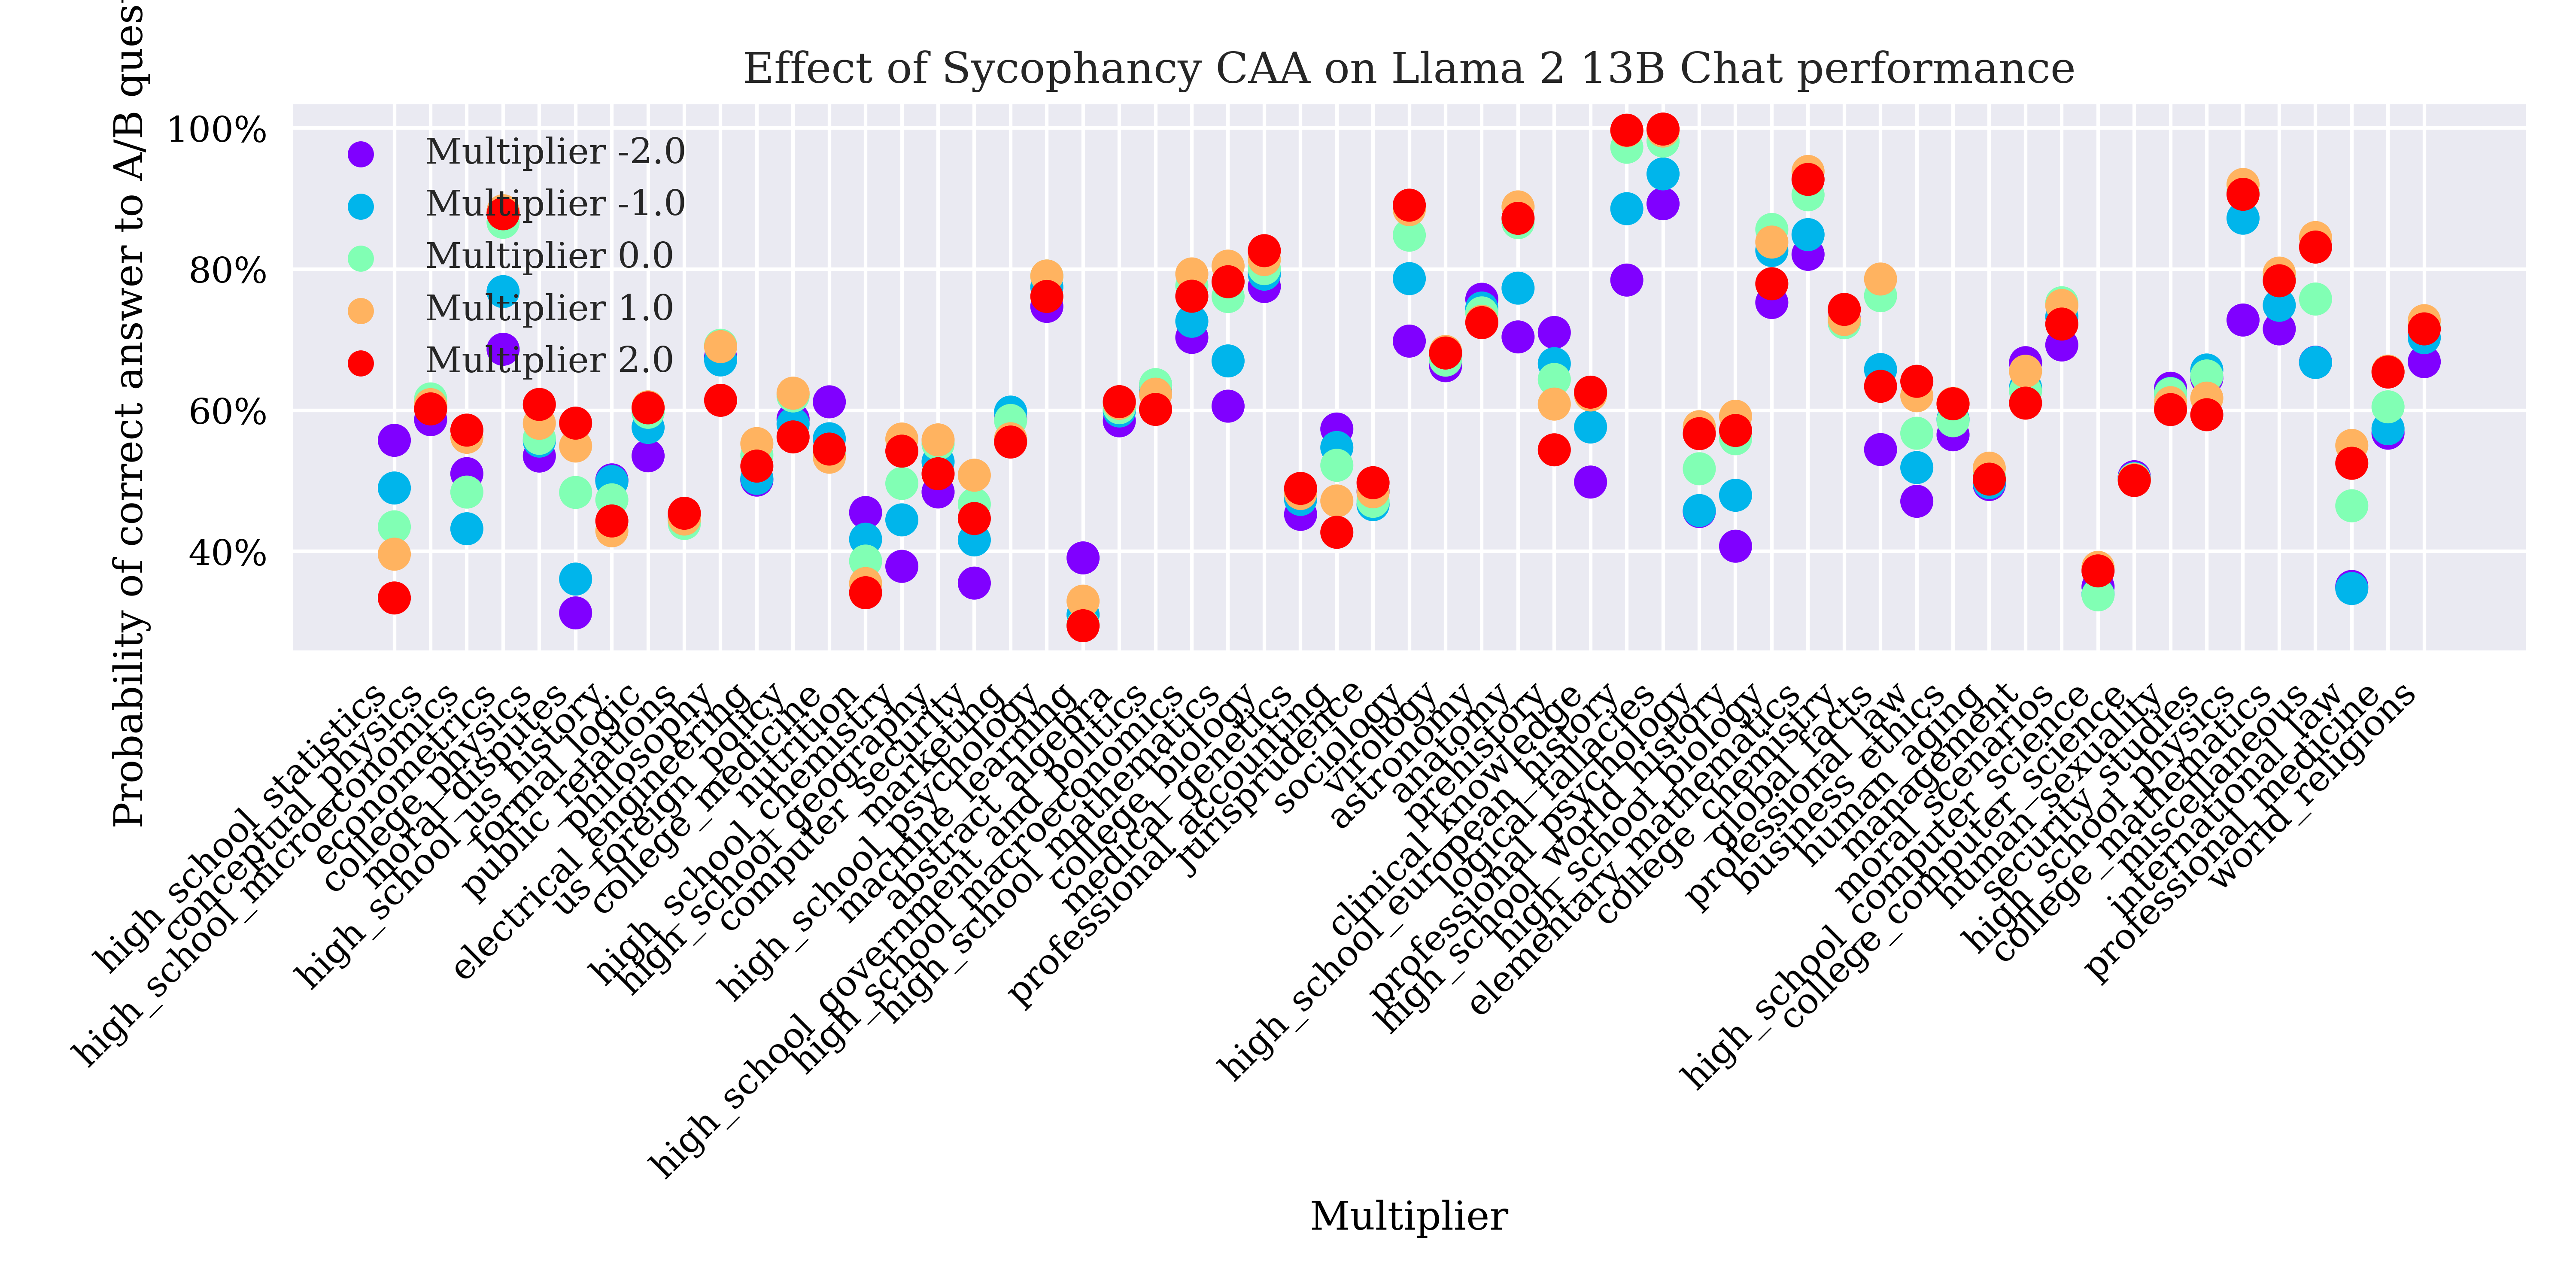 Effect of Sycophancy CAA on Llama 2 13B Chat performance
Probability of correct answer to A/B ques
100%
80%
60%
40%
Multiplier -2.0
Multiplier -1.0
Multiplier 0.0
Multiplier 1.0
Multiplier 2.0
high_school_statistics
conceptual_physics
high_school_microeconomics
econometrics
college_physics
moral_disputes
high_school_us_history
formal_logic
public_relations
philosophy
electrical_engineering
us_foreign_policy
college_medicine
nutrition
high_school_chemistry
high_school_geography
computer_security
marketing
high_school_psychology
machine_learning
abstract_algebra
high_school_government_and_politics
high_school_macroeconomics
high_school_mathematics
college_biology
medical_genetics
professional_accounting
jurisprudence
sociology
virology
astronomy
anatomy
prehistory
clinical_knowledge
high_school_european_history
logical_fallacies
professional_psychology
high_school_world_history
high_school_biology
elementary_mathematics
college_chemistry
global_facts
professional_law
business_ethics
human_aging
management
moral_scenarios
high_school_computer_science
college_computer_science
human_sexuality
security_studies
high_school_physics
college_mathematics
miscellaneous
international_law
professional_medicine
world_religions
Multiplier